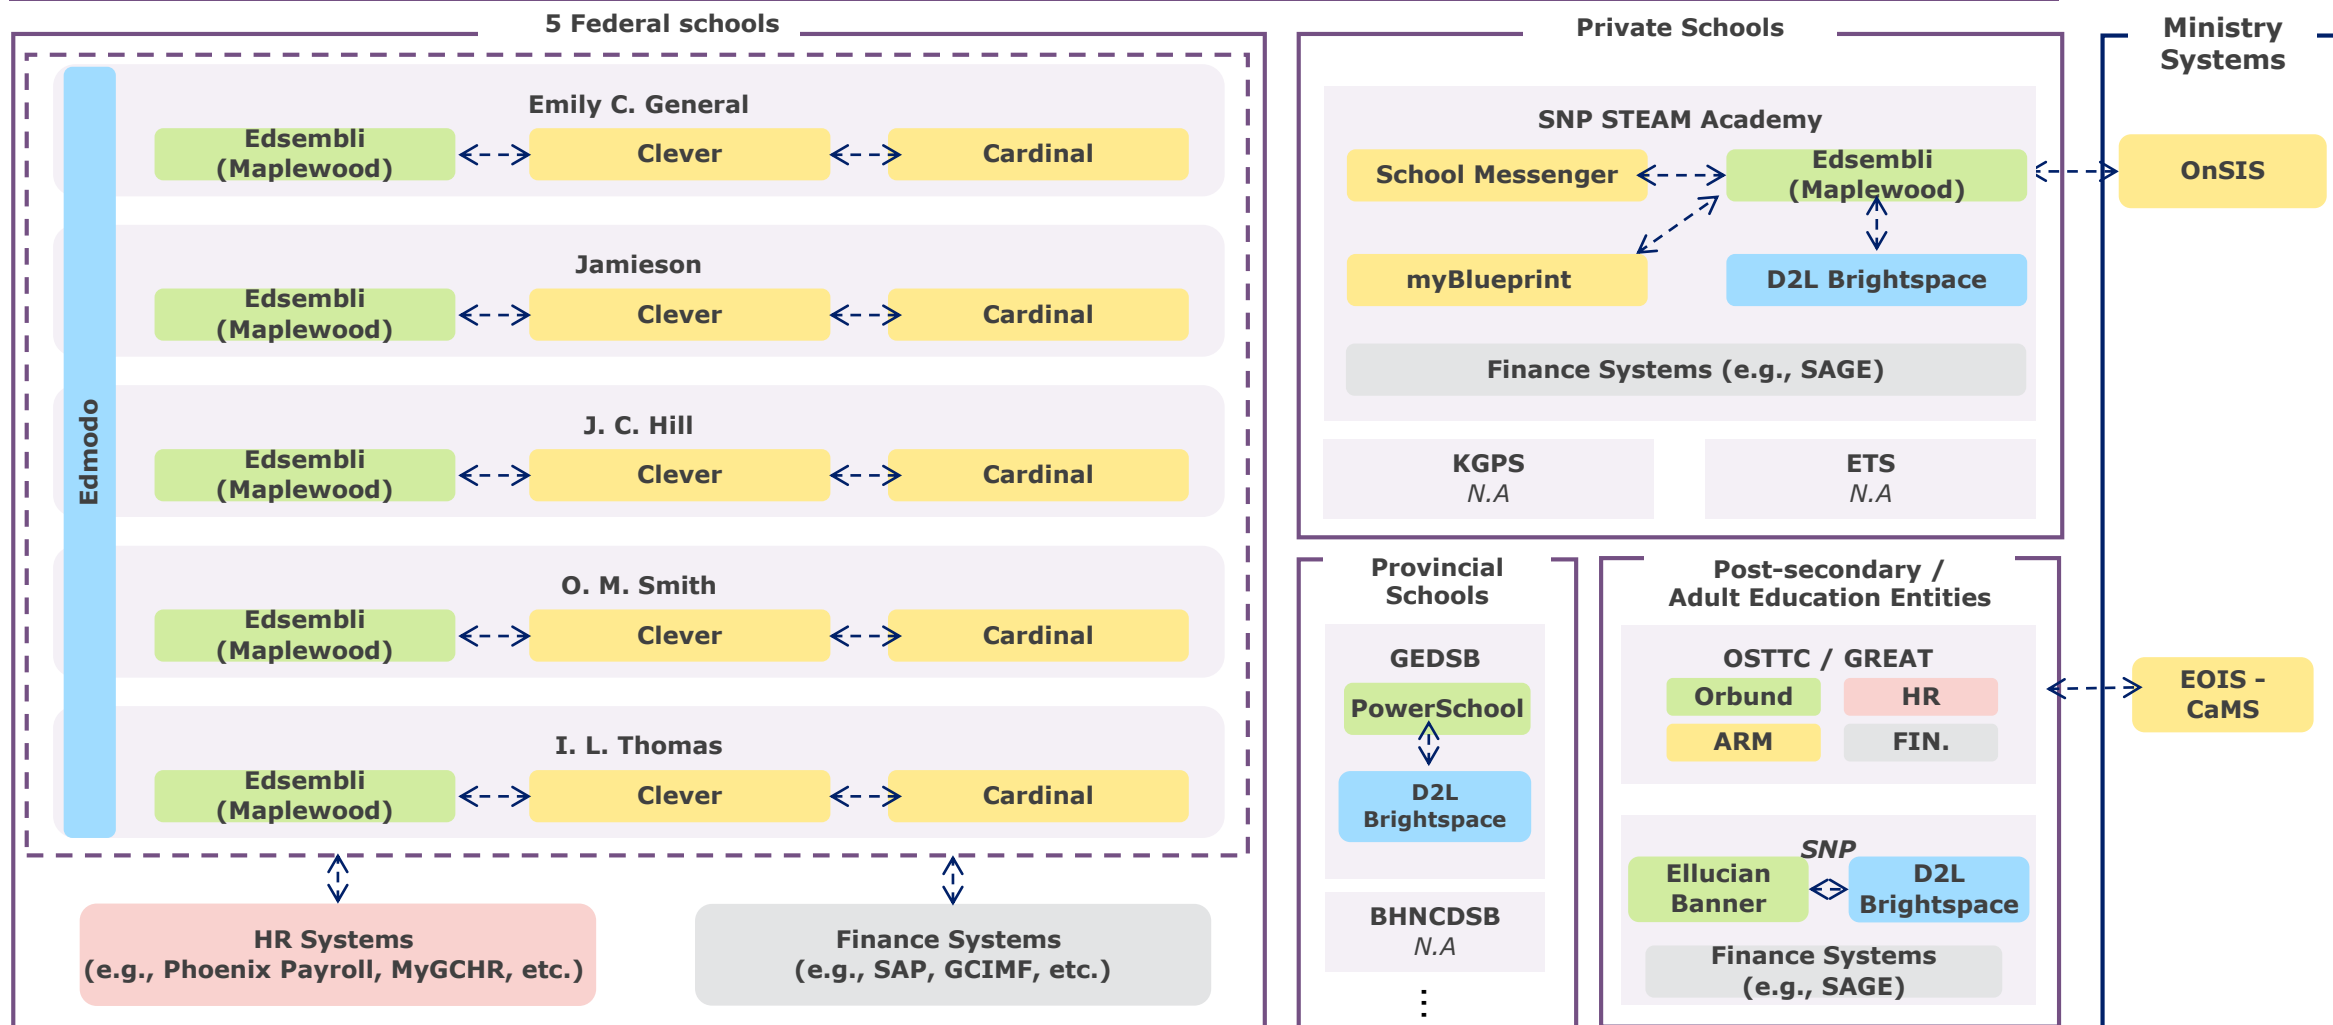 5 Federal schools
Edmodo
Emily C. General
Edsembli
(Maplewood)
Clever
Cardinal
Jamieson
Edsembli
(Maplewood)
Clever
Cardinal
J. C. Hill
Edsembli
(Maplewood)
Clever
Cardinal
O. M. Smith
Edsembli
(Maplewood)
Clever
Cardinal
I. L. Thomas
Edsembli
(Maplewood)
Clever
Cardinal
HR Systems
(e.g., Phoenix Payroll, MyGCHR, etc.)
Finance Systems
(e.g., SAP, GCIMF, etc.)
Private Schools
SNP STEAM Academy
School Messenger
Edsembli
(Maplewood)
myBlueprint
D2L Brightspace
Finance Systems (e.g., SAGE)
KGPS
N.A
ETS
N.A
Provincial
Schools
GEDSB
PowerSchool
D2L
Brightspace
BHNCDSB
N.A
⋮
Post-secondary /
Adult Education Entities
OSTTC / GREAT
Orbund
HR
ARM
FIN.
SNP
Ellucian
Banner
D2L
Brightspace
Finance Systems
(e.g., SAGE)
Ministry
Systems
OnSIS
EOIS -
CaMS